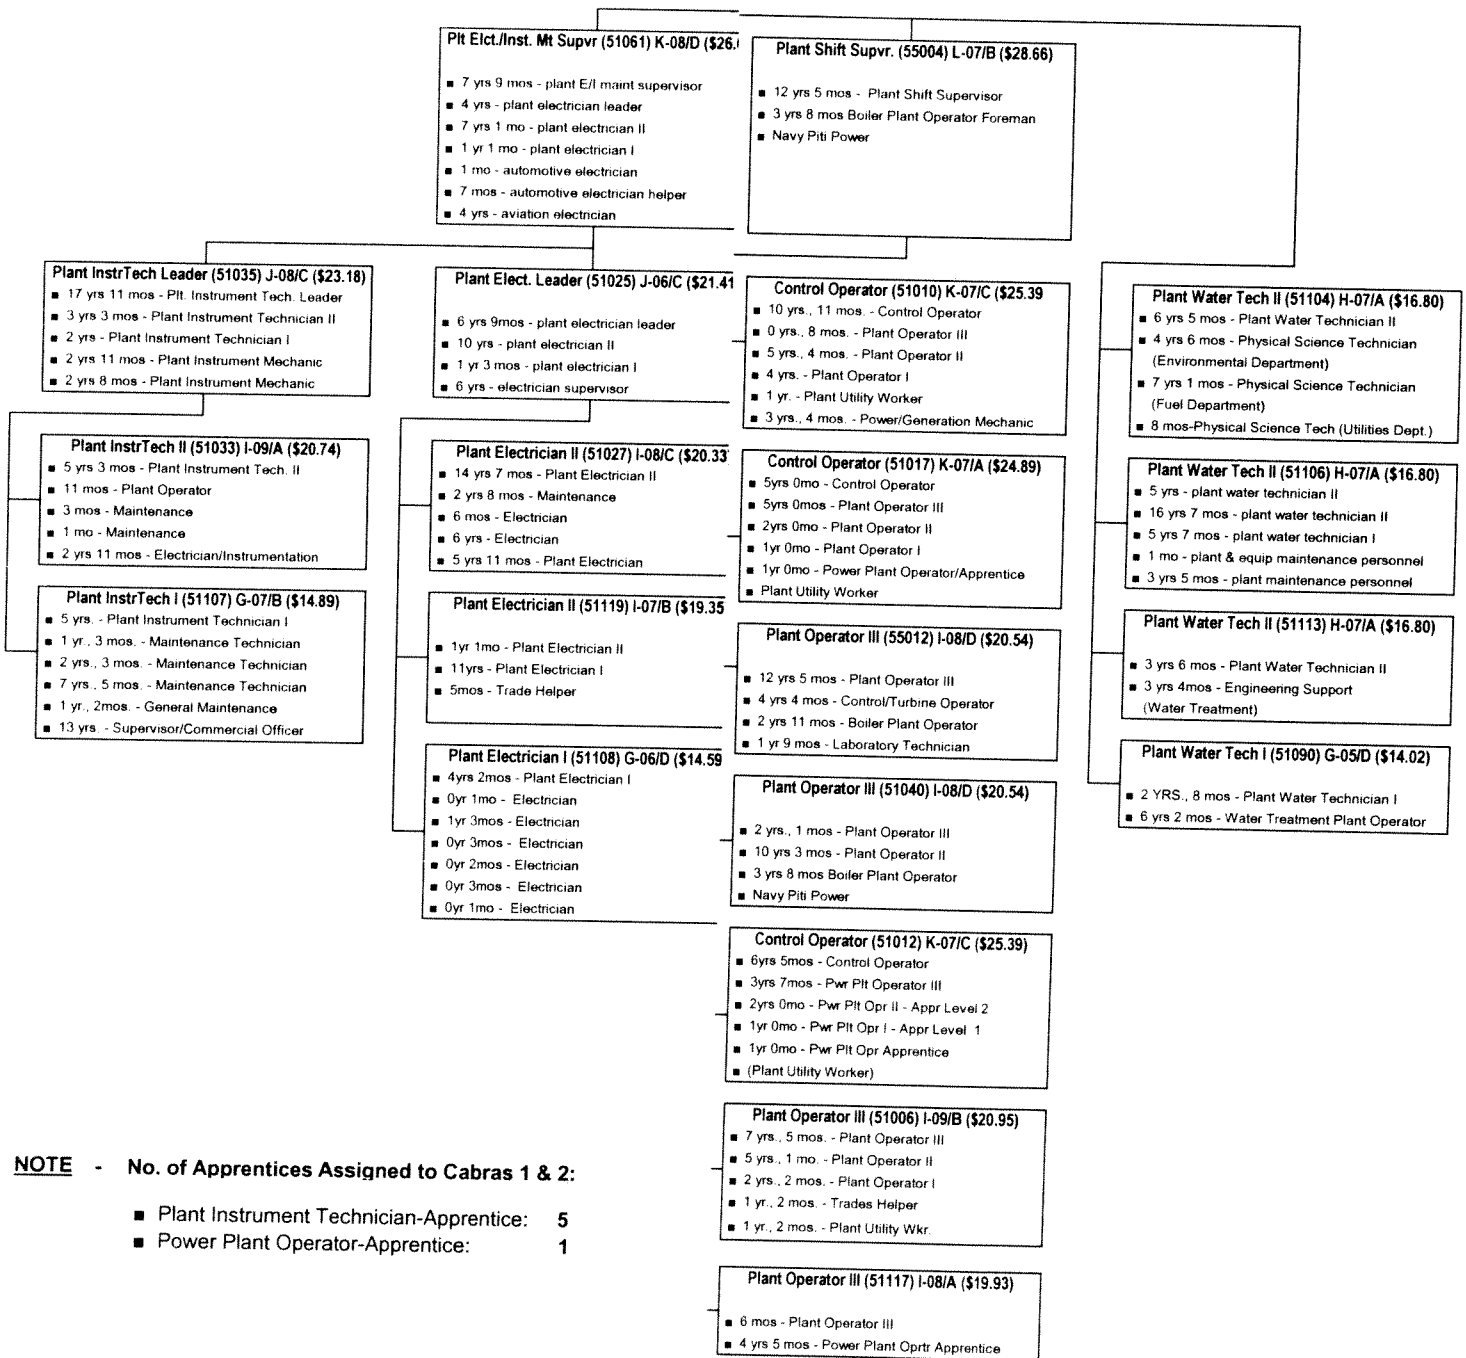 Plt Elct./Inst. Mt Supvr (51061) K-08/D ($26.
■ 7 yrs 9 mos - plant E/I maint supervisor
■ 4 yrs - plant electrician leader
■ 7 yrs 1 mo - plant electrician II
■ 1 yr 1 mo - plant electrician I
■ 1 mo - automotive electrician
■ 7 mos - automotive electrician helper
■ 4 yrs - aviation electrician
Plant Shift Supvr. (55004) L-07/B ($28.66)
■ 12 yrs 5 mos - Plant Shift Supervisor
■ 3 yrs 8 mos Boiler Plant Operator Foreman
■ Navy Piti Power
Plant InstrTech Leader (51035) J-08/C ($23.18)
■ 17 yrs 11 mos - Plt. Instrument Tech. Leader
■ 3 yrs 3 mos - Plant Instrument Technician II
■ 2 yrs - Plant Instrument Technician I
■ 2 yrs 11 mos - Plant Instrument Mechanic
■ 2 yrs 8 mos - Plant Instrument Mechanic
Plant InstrTech II (51033) I-09/A ($20.74)
■ 5 yrs 3 mos - Plant Instrument Tech. II
■ 11 mos - Plant Operator
■ 3 mos - Maintenance
■ 1 mo - Maintenance
■ 2 yrs 11 mos - Electrician/Instrumentation
Plant InstrTech I (51107) G-07/B ($14.89)
■ 5 yrs. - Plant Instrument Technician I
■ 1 yr., 3 mos. - Maintenance Technician
■ 2 yrs., 3 mos. - Maintenance Technician
■ 7 yrs., 5 mos. - Maintenance Technician
■ 1 yr., 2mos. - General Maintenance
■ 13 yrs. - Supervisor/Commercial Officer
Plant Elect. Leader (51025) J-06/C ($21.41
■ 6 yrs 9mos - plant electrician leader
■ 10 yrs - plant electrician II
■ 1 yr 3 mos - plant electrician I
■ 6 yrs - electrician supervisor
Plant Electrician II (51027) I-08/C ($20.33
■ 14 yrs 7 mos - Plant Electrician II
■ 2 yrs 8 mos - Maintenance
■ 6 mos - Electrician
■ 6 yrs - Electrician
■ 5 yrs 11 mos - Plant Electrician
Plant Electrician II (51119) I-07/B ($19.35
■ 1yr 1mo - Plant Electrician II
■ 11yrs - Plant Electrician I
■ 5mos - Trade Helper
Plant Electrician I (51108) G-06/D ($14.59
■ 4yrs 2mos - Plant Electrician I
■ 0yr 1mo - Electrician
■ 1yr 3mos - Electrician
■ 0yr 3mos - Electrician
■ 0yr 2mos - Electrician
■ 0yr 3mos - Electrician
■ 0yr 1mo - Electrician
Control Operator (51010) K-07/C ($25.39
■ 10 yrs., 11 mos. - Control Operator
■ 0 yrs., 8 mos. - Plant Operator III
■ 5 yrs., 4 mos. - Plant Operator II
■ 4 yrs. - Plant Operator I
■ 1 yr. - Plant Utility Worker
■ 3 yrs., 4 mos. - Power/Generation Mechanic
Control Operator (51017) K-07/A ($24.89)
■ 5yrs 0mo - Control Operator
■ 5yrs 0mos - Plant Operator III
■ 2yrs 0mo - Plant Operator II
■ 1yr 0mo - Plant Operator I
■ 1yr 0mo - Power Plant Operator/Apprentice
■ Plant Utility Worker
Plant Operator III (55012) I-08/D ($20.54)
■ 12 yrs 5 mos - Plant Operator III
■ 4 yrs 4 mos - Control/Turbine Operator
■ 2 yrs 11 mos - Boiler Plant Operator
■ 1 yr 9 mos - Laboratory Technician
Plant Operator III (51040) I-08/D ($20.54)
■ 2 yrs., 1 mos - Plant Operator III
■ 10 yrs 3 mos - Plant Operator II
■ 3 yrs 8 mos Boiler Plant Operator
■ Navy Piti Power
Control Operator (51012) K-07/C ($25.39)
■ 6yrs 5mos - Control Operator
■ 3yrs 7mos - Pwr Plt Operator III
■ 2yrs 0mo - Pwr Plt Opr II - Appr Level 2
■ 1yr 0mo - Pwr Plt Opr I - Appr Level 1
■ 1yr 0mo - Pwr Plt Opr Apprentice
■ (Plant Utility Worker)
Plant Operator III (51006) I-09/B ($20.95)
■ 7 yrs., 5 mos. - Plant Operator III
■ 5 yrs., 1 mo. - Plant Operator II
■ 2 yrs., 2 mos. - Plant Operator I
■ 1 yr., 2 mos. - Trades Helper
■ 1 yr., 2 mos. - Plant Utility Wkr.
Plant Operator III (51117) I-08/A ($19.93)
■ 6 mos - Plant Operator III
■ 4 yrs 5 mos - Power Plant Oprtr Apprentice
Plant Water Tech II (51104) H-07/A ($16.80)
■ 6 yrs 5 mos - Plant Water Technician II
■ 4 yrs 6 mos - Physical Science Technician
(Environmental Department)
■ 7 yrs 1 mos - Physical Science Technician
(Fuel Department)
■ 8 mos-Physical Science Tech (Utilities Dept.)
Plant Water Tech II (51106) H-07/A ($16.80)
■ 5 yrs - plant water technician II
■ 16 yrs 7 mos - plant water technician II
■ 5 yrs 7 mos - plant water technician I
■ 1 mo - plant & equip maintenance personnel
■ 3 yrs 5 mos - plant maintenance personnel
Plant Water Tech II (51113) H-07/A ($16.80)
■ 3 yrs 6 mos - Plant Water Technician II
■ 3 yrs 4mos - Engineering Support
(Water Treatment)
Plant Water Tech I (51090) G-05/D ($14.02)
■ 2 YRS., 8 mos - Plant Water Technician I
■ 6 yrs 2 mos - Water Treatment Plant Operator
NOTE - No. of Apprentices Assigned to Cabras 1 & 2:
■ Plant Instrument Technician-Apprentice: 5
■ Power Plant Operator-Apprentice: 1